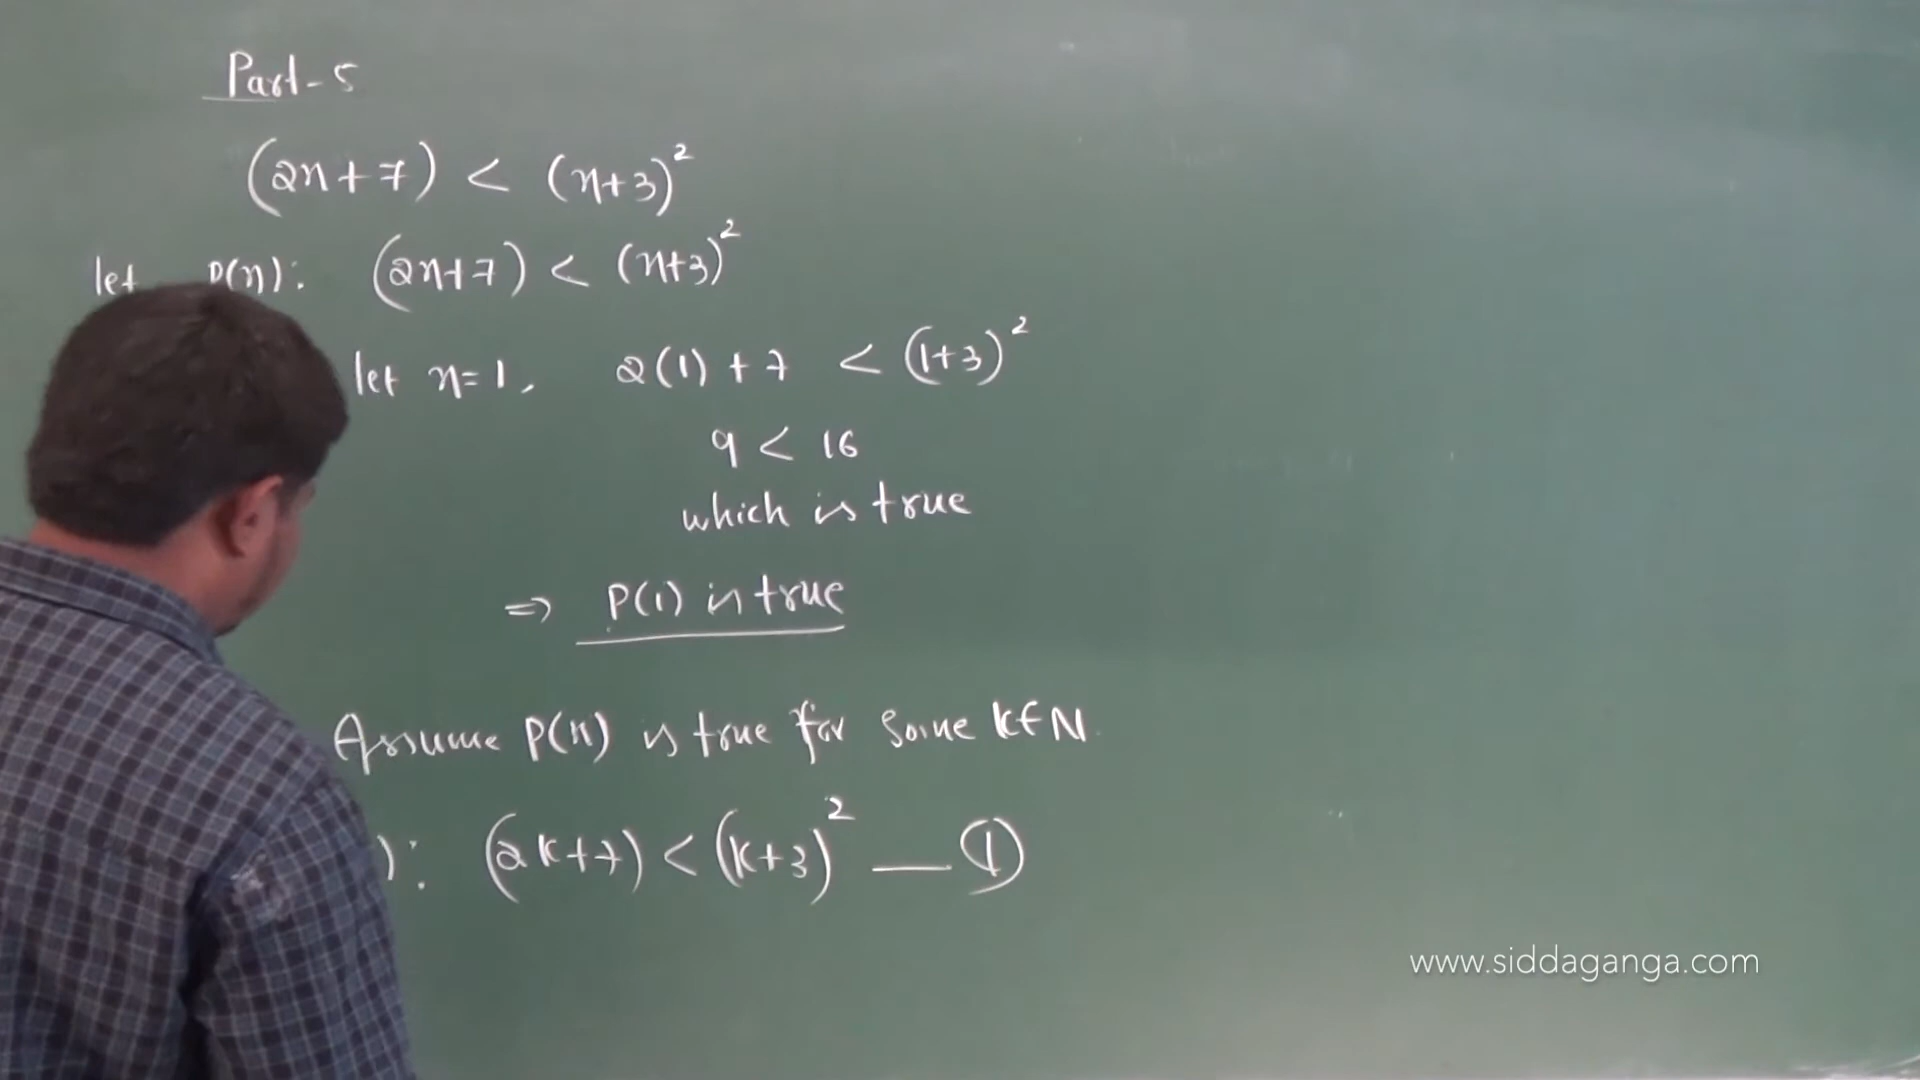 Part-5
(2n+7) < (n+3)²
let P(n): (2n+7) < (n+3)²
let n=1, 2(1)+7 < (1+3)²
9 < 16
which is true
⇒ P(1) is true
Assume P(k) is true for some k∈N.
): (2k+7) < (k+3)² — ①
www.siddaganga.com